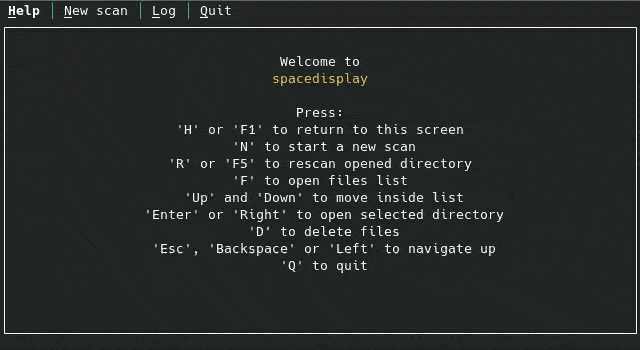 Help │ New scan │ Log │ Quit
Welcome to
spacedisplay
Press:
'H' or 'F1' to return to this screen
'N' to start a new scan
'R' or 'F5' to rescan opened directory
'F' to open files list
'Up' and 'Down' to move inside list
'Enter' or 'Right' to open selected directory
'D' to delete files
'Esc', 'Backspace' or 'Left' to navigate up
'Q' to quit